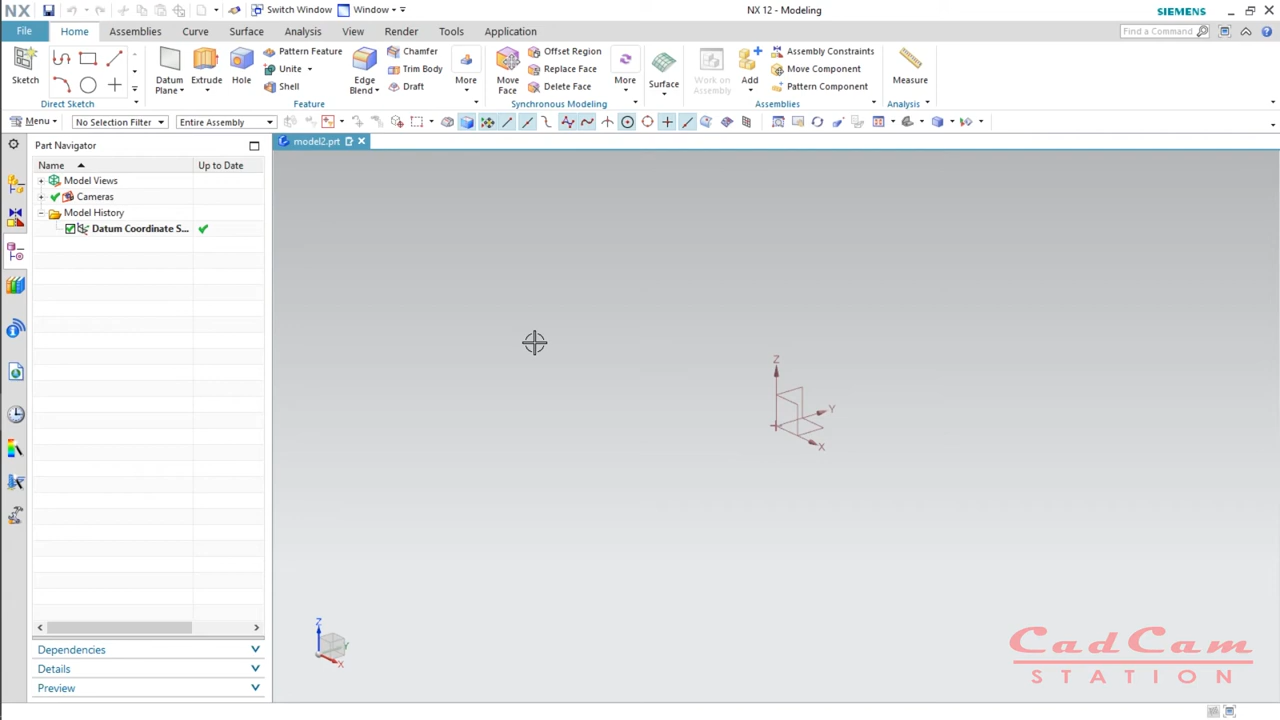 NX
Switch Window
Window
NX 12 - Modeling
SIEMENS
File
Home
Assemblies
Curve
Surface
Analysis
View
Render
Tools
Application
Find a Command
Sketch
Direct Sketch
Datum Plane
Extrude
Hole
Pattern Feature
Unite
Shell
Edge Blend
Chamfer
Trim Body
Draft
More
Feature
Move Face
Offset Region
Replace Face
Delete Face
More
Synchronous Modeling
Surface
Work on Assembly
Add
Assembly Constraints
Move Component
Pattern Component
Assemblies
Measure
Analysis
Menu
No Selection Filter
Entire Assembly
Part Navigator
model2.prt
Name
Up to Date
Model Views
Cameras
Model History
Datum Coordinate S...
Z
Y
X
Z
Y
X
CadCam
STATION
Dependencies
Details
Preview